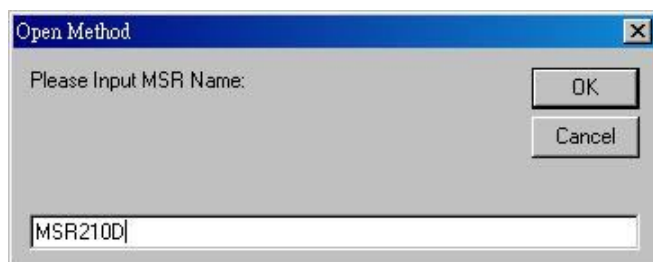 Open Method
Please Input MSR Name:
OK
Cancel
MSR210D